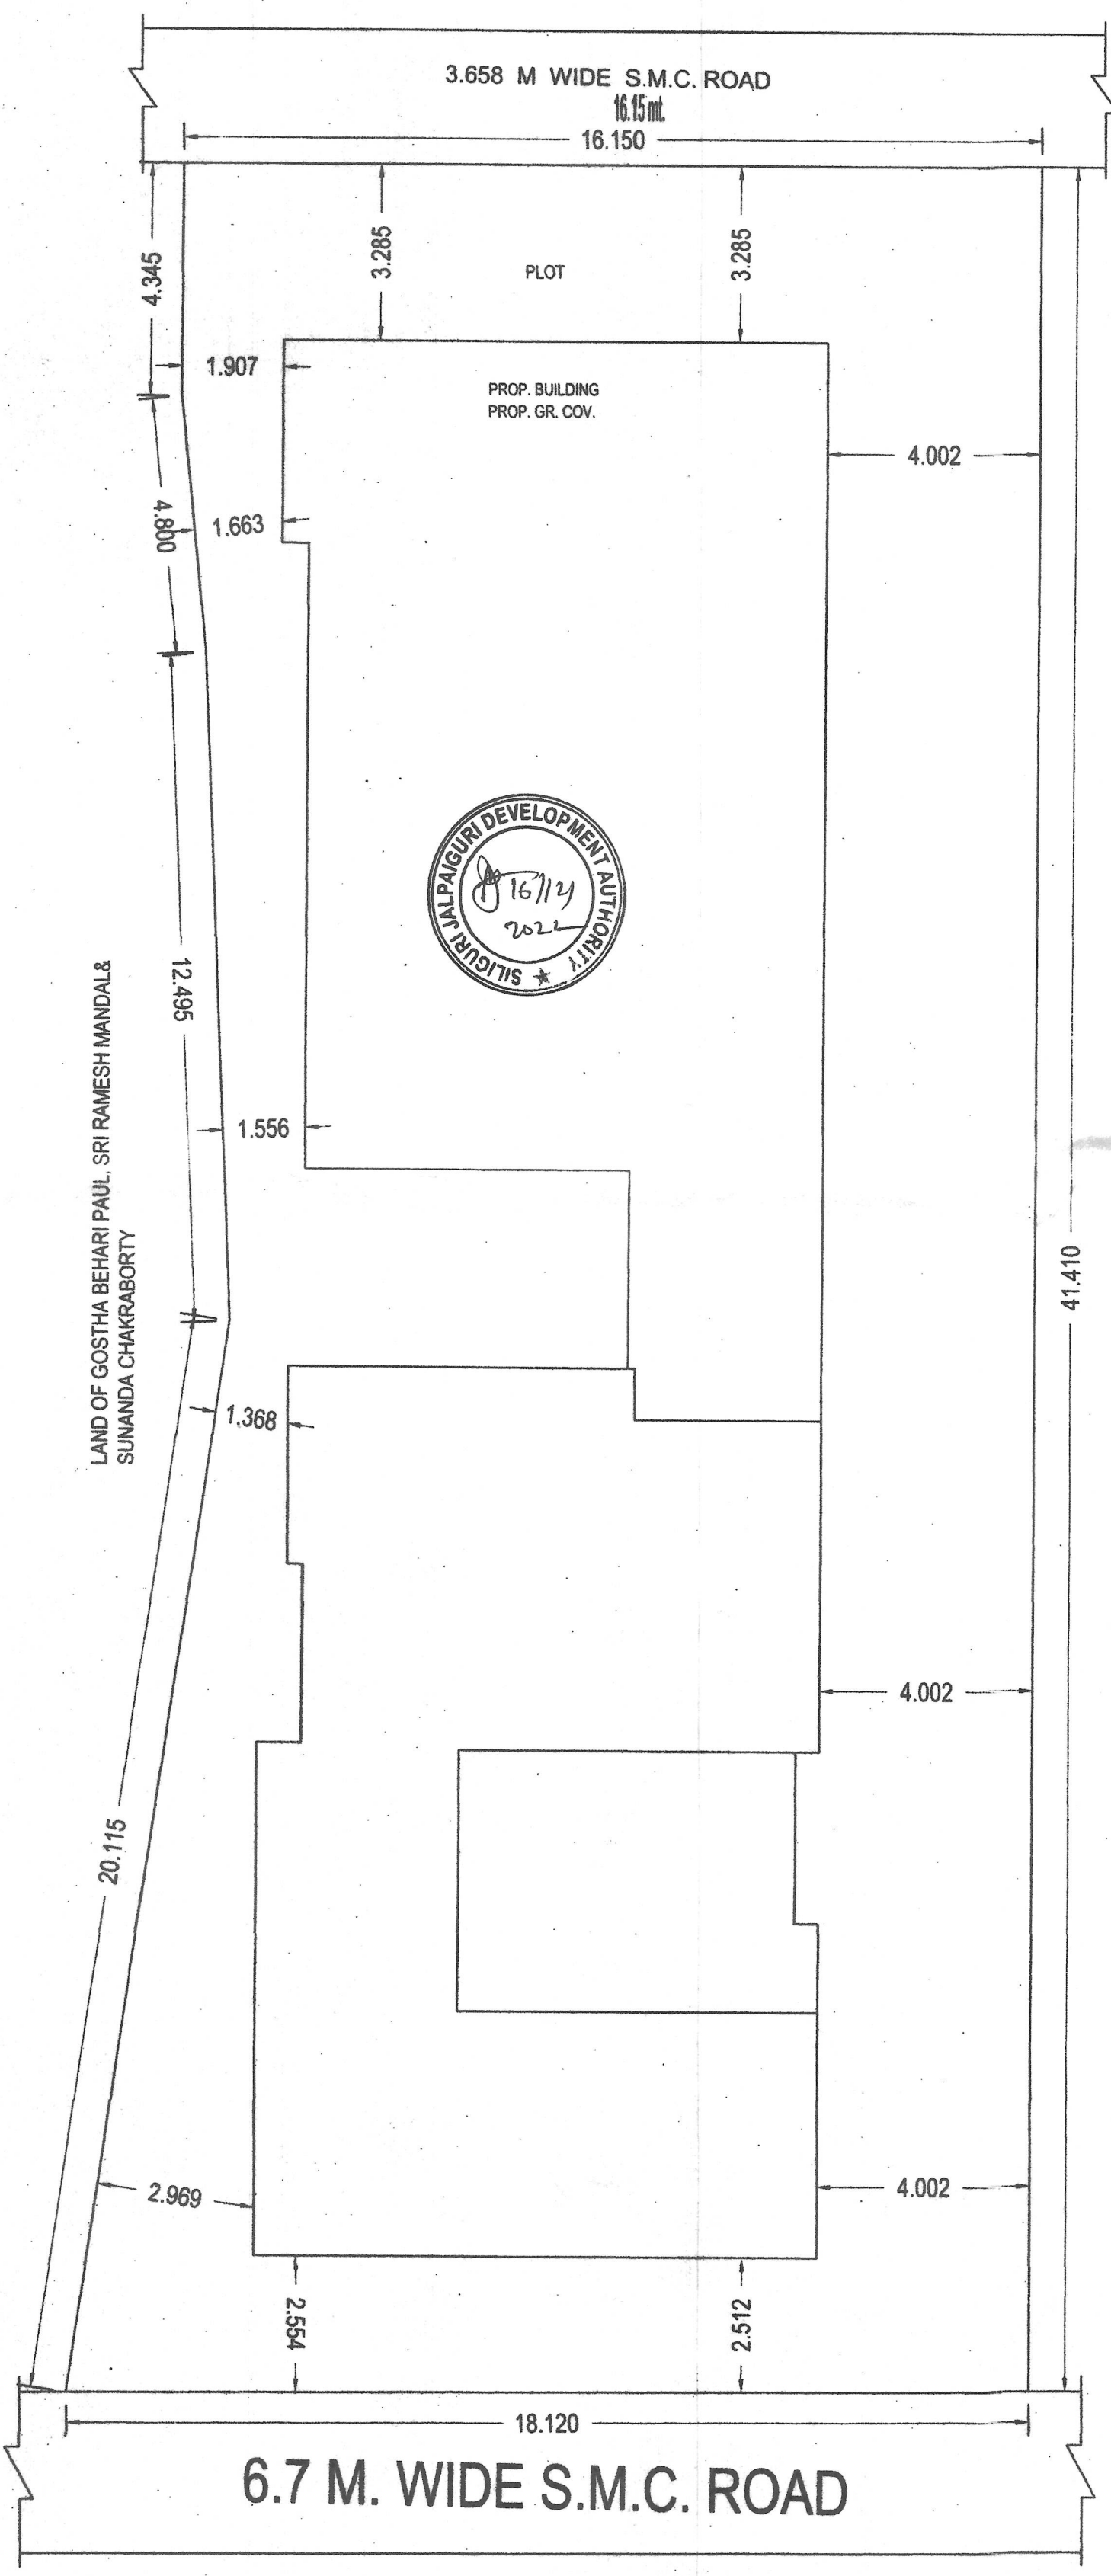 3.658 M WIDE S.M.C. ROAD
16.15 mt.
16.150
4.345
3.285
3.285
PLOT
1.907
PROP. BUILDING
PROP. GR. COV.
4.002
4.800
1.663
SILIGURI JALPAIGURI DEVELOPMENT AUTHORITY
2022
12.495
LAND OF GOSTHA BEHARI PAUL, SRI RAMESH MANDAL&
SUNANDA CHAKRABORTY
1.556
41.410
1.368
4.002
20.115
2.969
4.002
2.554
2.512
18.120
6.7 M. WIDE S.M.C. ROAD